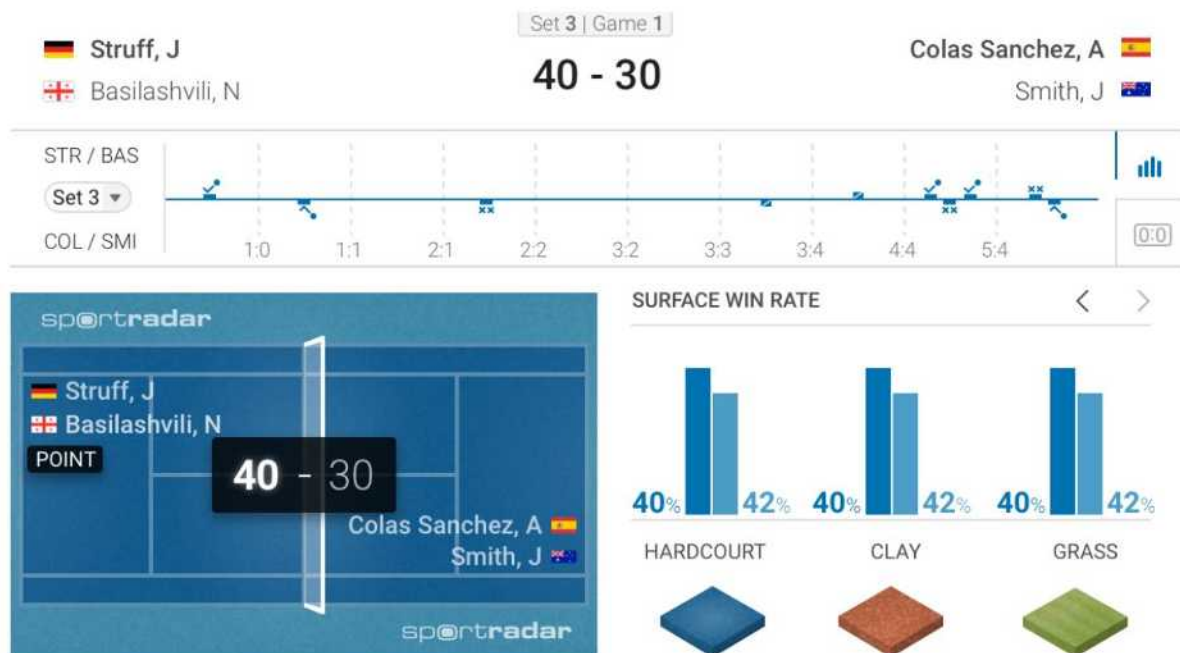 Set 3 | Game 1
Struff, J
Basilashvili, N
40 - 30
Colas Sanchez, A
Smith, J
STR / BAS
Set 3
COL / SMI
1:0 1:1 2:1 2:2 3:2 3:3 3:4 4:4 5:4
0:0
sportradar
Struff, J
Basilashvili, N
POINT
40 - 30
Colas Sanchez, A
Smith, J
sportradar
SURFACE WIN RATE
40% 42% 40% 42% 40% 42%
HARDCOURT CLAY GRASS